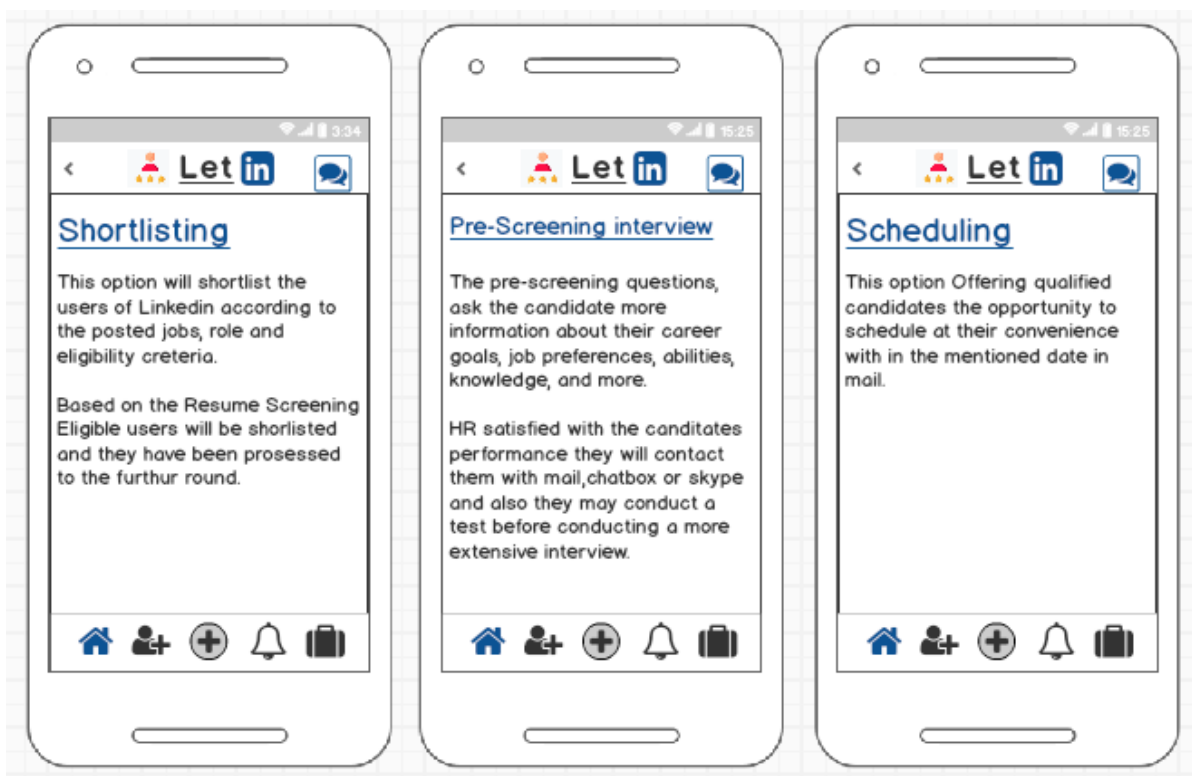 3:34
Let in
Shortlisting
This option will shortlist the
users of Linkedin according to
the posted jobs, role and
eligibility creteria.
Based on the Resume Screening
Eligible users will be shorlisted
and they have been prosessed
to the furthur round.
15:25
Let in
Pre-Screening interview
The pre-screening questions,
ask the candidate more
information about their career
goals, job preferences, abilities,
knowledge, and more.
HR satisfied with the canditates
performance they will contact
them with mail,chatbox or skype
and also they may conduct a
test before conducting a more
extensive interview.
15:25
Let in
Scheduling
This option Offering qualified
candidates the opportunity to
schedule at their convenience
with in the mentioned date in
mail.